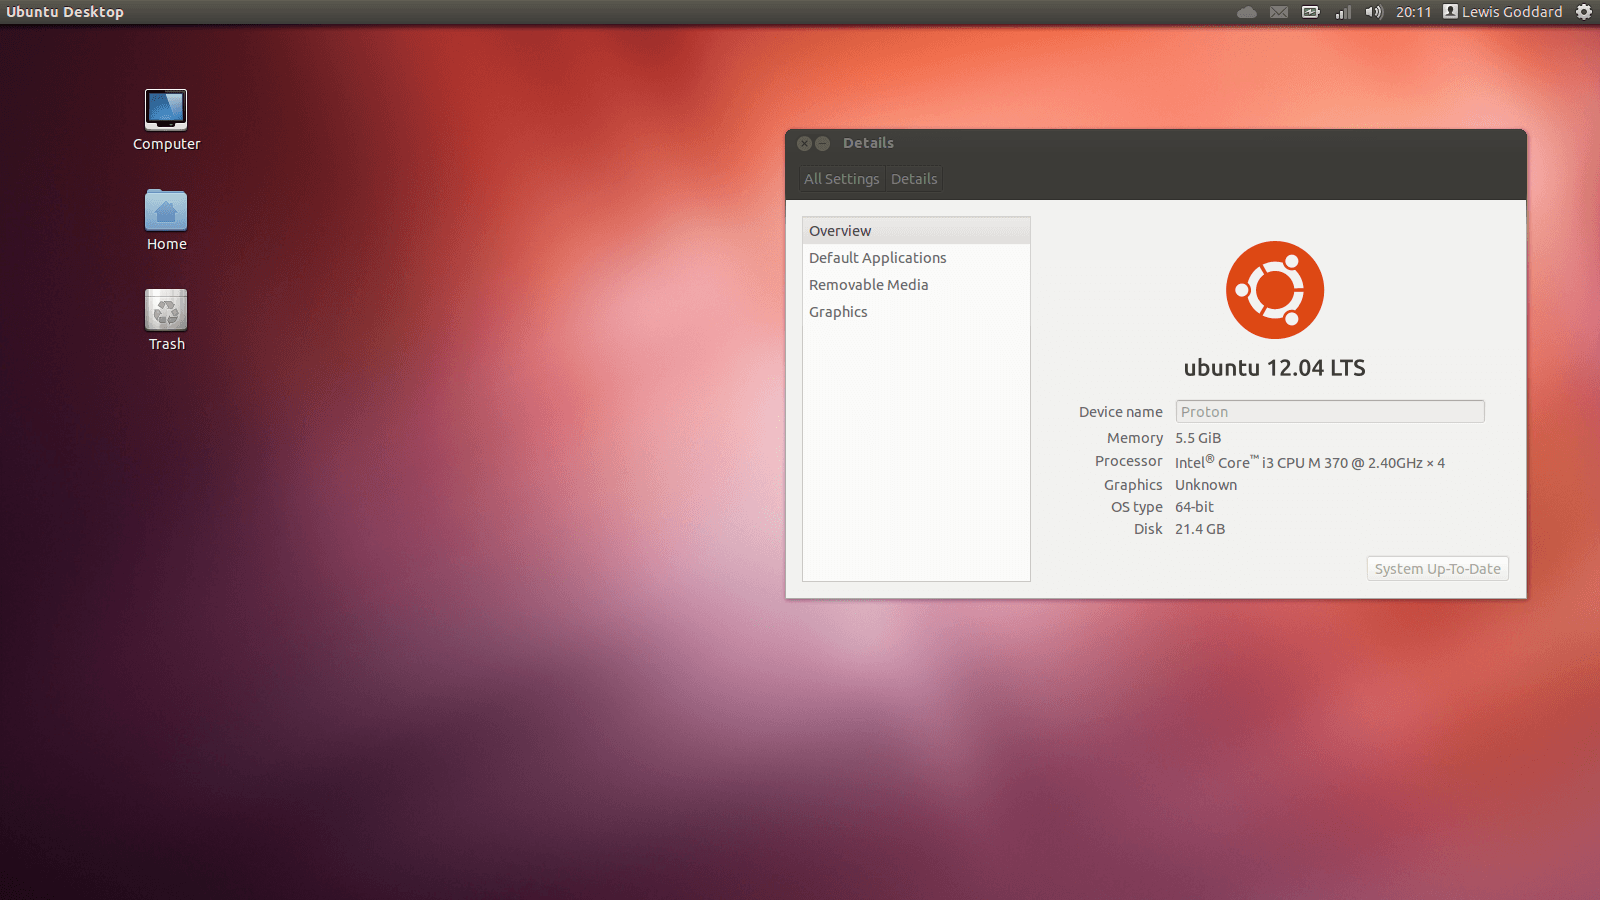 Ubuntu Desktop
20:11 Lewis Goddard
Computer
Home
Trash
Details
All Settings Details
Overview
Default Applications
Removable Media
Graphics
ubuntu 12.04 LTS
Device name Proton
Memory 5.5 GiB
Processor Intel® Core™ i3 CPU M 370 @ 2.40GHz × 4
Graphics Unknown
OS type 64-bit
Disk 21.4 GB
System Up-To-Date